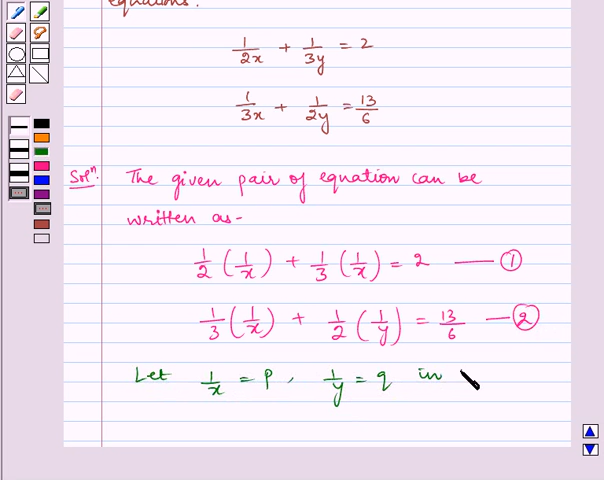 equations.
1/2x + 1/3y = 2
1/3x + 1/2y = 13/6
Solⁿ. The given pair of equation can be
written as-
1/2 (1/x) + 1/3 (1/x) = 2 — ①
1/3 (1/x) + 1/2 (1/y) = 13/6 — ②
Let 1/x = p, 1/y = q in